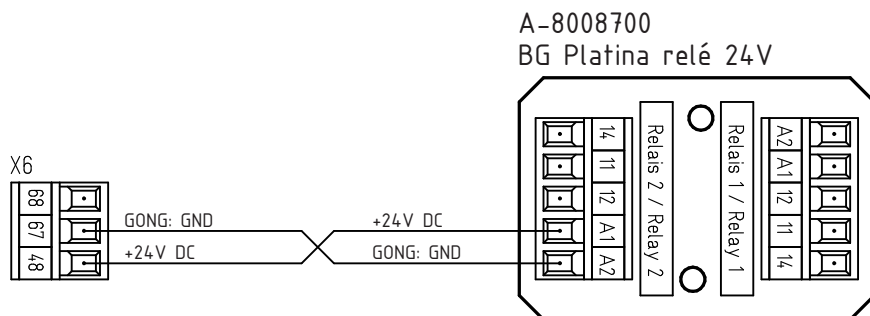 A-8008700
BG Platina relé 24V
X6
68
67
48
GONG: GND
+24V DC
+24V DC
GONG: GND
14
11
12
A1
A2
Relais 2 / Relay 2
Relais 1 / Relay 1
A2
A1
12
11
14